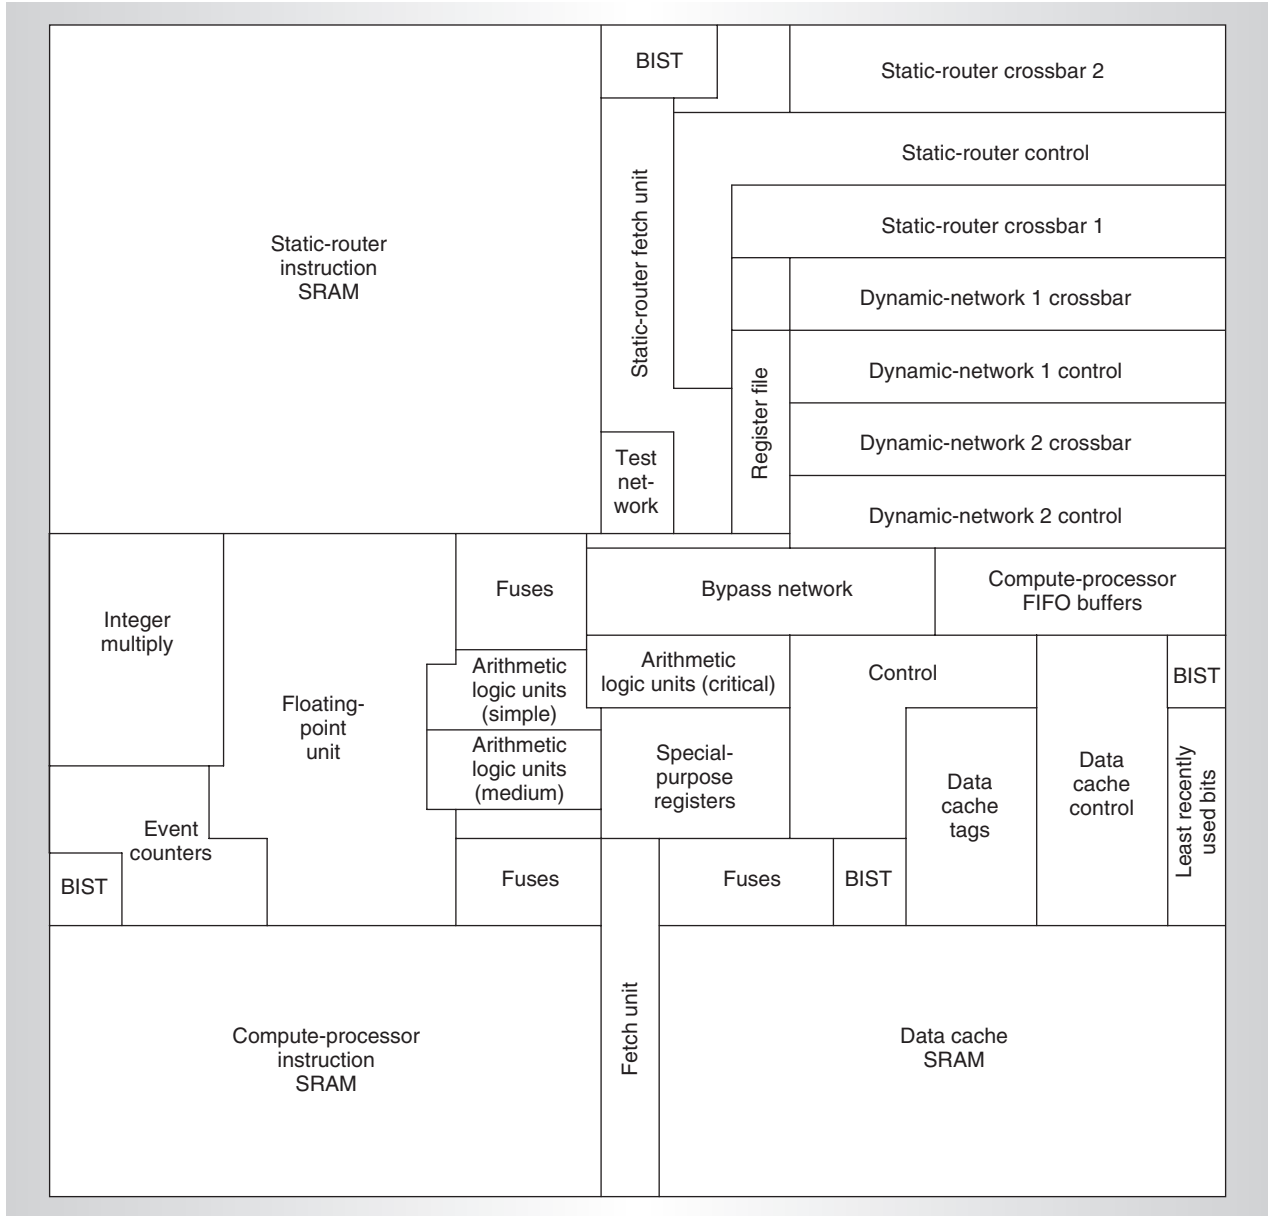 BIST
Static-router crossbar 2
Static-router control
Static-router fetch unit
Static-router crossbar 1
Static-router
instruction
SRAM
Dynamic-network 1 crossbar
Dynamic-network 1 control
Register file
Dynamic-network 2 crossbar
Test
net-
work
Dynamic-network 2 control
Integer
multiply
Fuses
Bypass network
Compute-processor
FIFO buffers
Floating-
point
unit
Arithmetic
logic units
(simple)
Arithmetic
logic units (critical)
Control
BIST
Arithmetic
logic units
(medium)
Special-
purpose
registers
Data
cache
tags
Data
cache
control
Least recently
used bits
Event
counters
BIST
Fuses
Fuses
BIST
Compute-processor
instruction
SRAM
Fetch unit
Data cache
SRAM